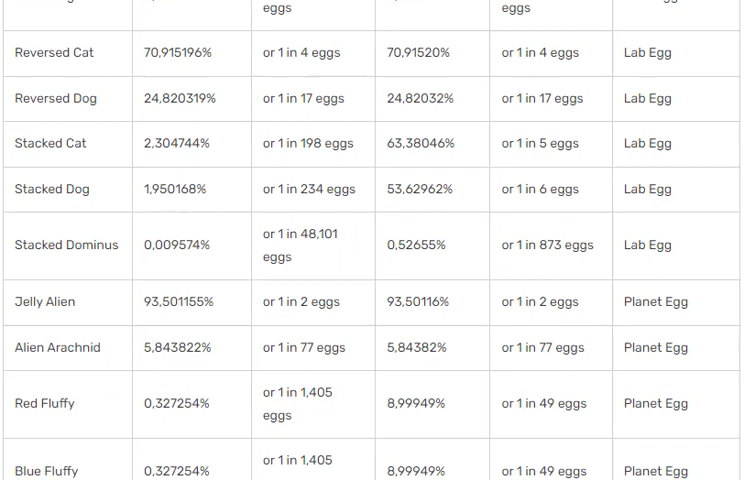 eggs eggs
Reversed Cat 70,915196% or 1 in 4 eggs 70,91520% or 1 in 4 eggs Lab Egg
Reversed Dog 24,820319% or 1 in 17 eggs 24,82032% or 1 in 17 eggs Lab Egg
Stacked Cat 2,304744% or 1 in 198 eggs 63,38046% or 1 in 5 eggs Lab Egg
Stacked Dog 1,950168% or 1 in 234 eggs 53,62962% or 1 in 6 eggs Lab Egg
Stacked Dominus 0,009574% or 1 in 48,101 eggs 0,52655% or 1 in 873 eggs Lab Egg
Jelly Alien 93,501155% or 1 in 2 eggs 93,50116% or 1 in 2 eggs Planet Egg
Alien Arachnid 5,843822% or 1 in 77 eggs 5,84382% or 1 in 77 eggs Planet Egg
Red Fluffy 0,327254% or 1 in 1,405 eggs 8,99949% or 1 in 49 eggs Planet Egg
Blue Fluffy 0,327254% or 1 in 1,405 8,99949% or 1 in 49 eggs Planet Egg